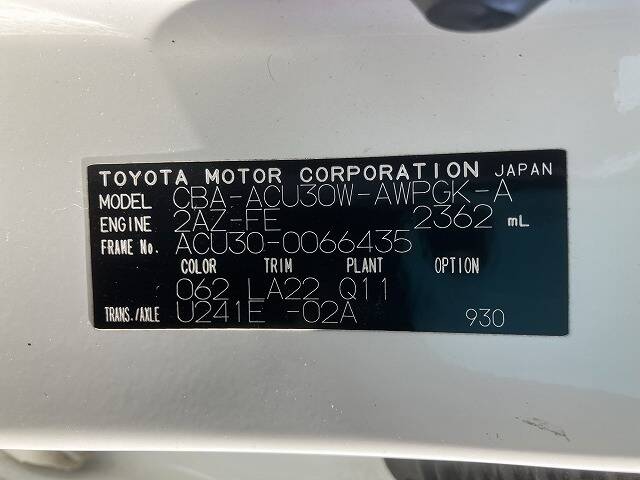 TOYOTA MOTOR CORPORATION JAPAN
MODEL CBA-ACU30W-AWPGK-A
ENGINE 2AZ-FE 2362 mL
FRAME No. ACU30-0066435
COLOR TRIM PLANT OPTION
062 LA22 Q11
TRANS./AXLE U241E -02A 930